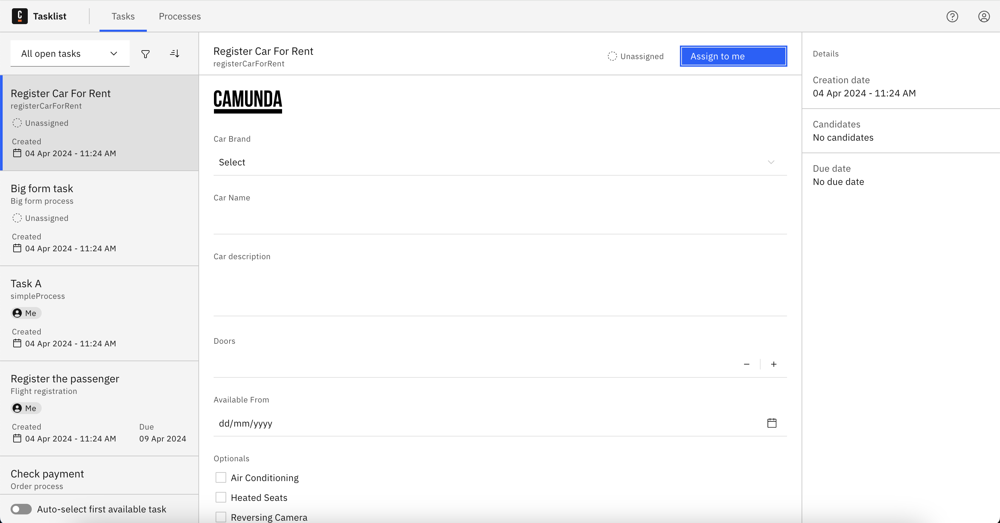 C Tasklist Tasks Processes
All open tasks
Register Car For Rent
registerCarForRent
Unassigned
Created
04 Apr 2024 - 11:24 AM
Big form task
Big form process
Unassigned
Created
04 Apr 2024 - 11:24 AM
Task A
simpleProcess
Me
Created
04 Apr 2024 - 11:24 AM
Register the passenger
Flight registration
Me
Created Due
04 Apr 2024 - 11:24 AM 09 Apr 2024
Check payment
Order process
Auto-select first available task
Register Car For Rent
registerCarForRent
Unassigned
Assign to me
CAMUNDA
Car Brand
Select
Car Name
Car description
Doors
Available From
dd/mm/yyyy
Optionals
Air Conditioning
Heated Seats
Reversing Camera
Details
Creation date
04 Apr 2024 - 11:24 AM
Candidates
No candidates
Due date
No due date